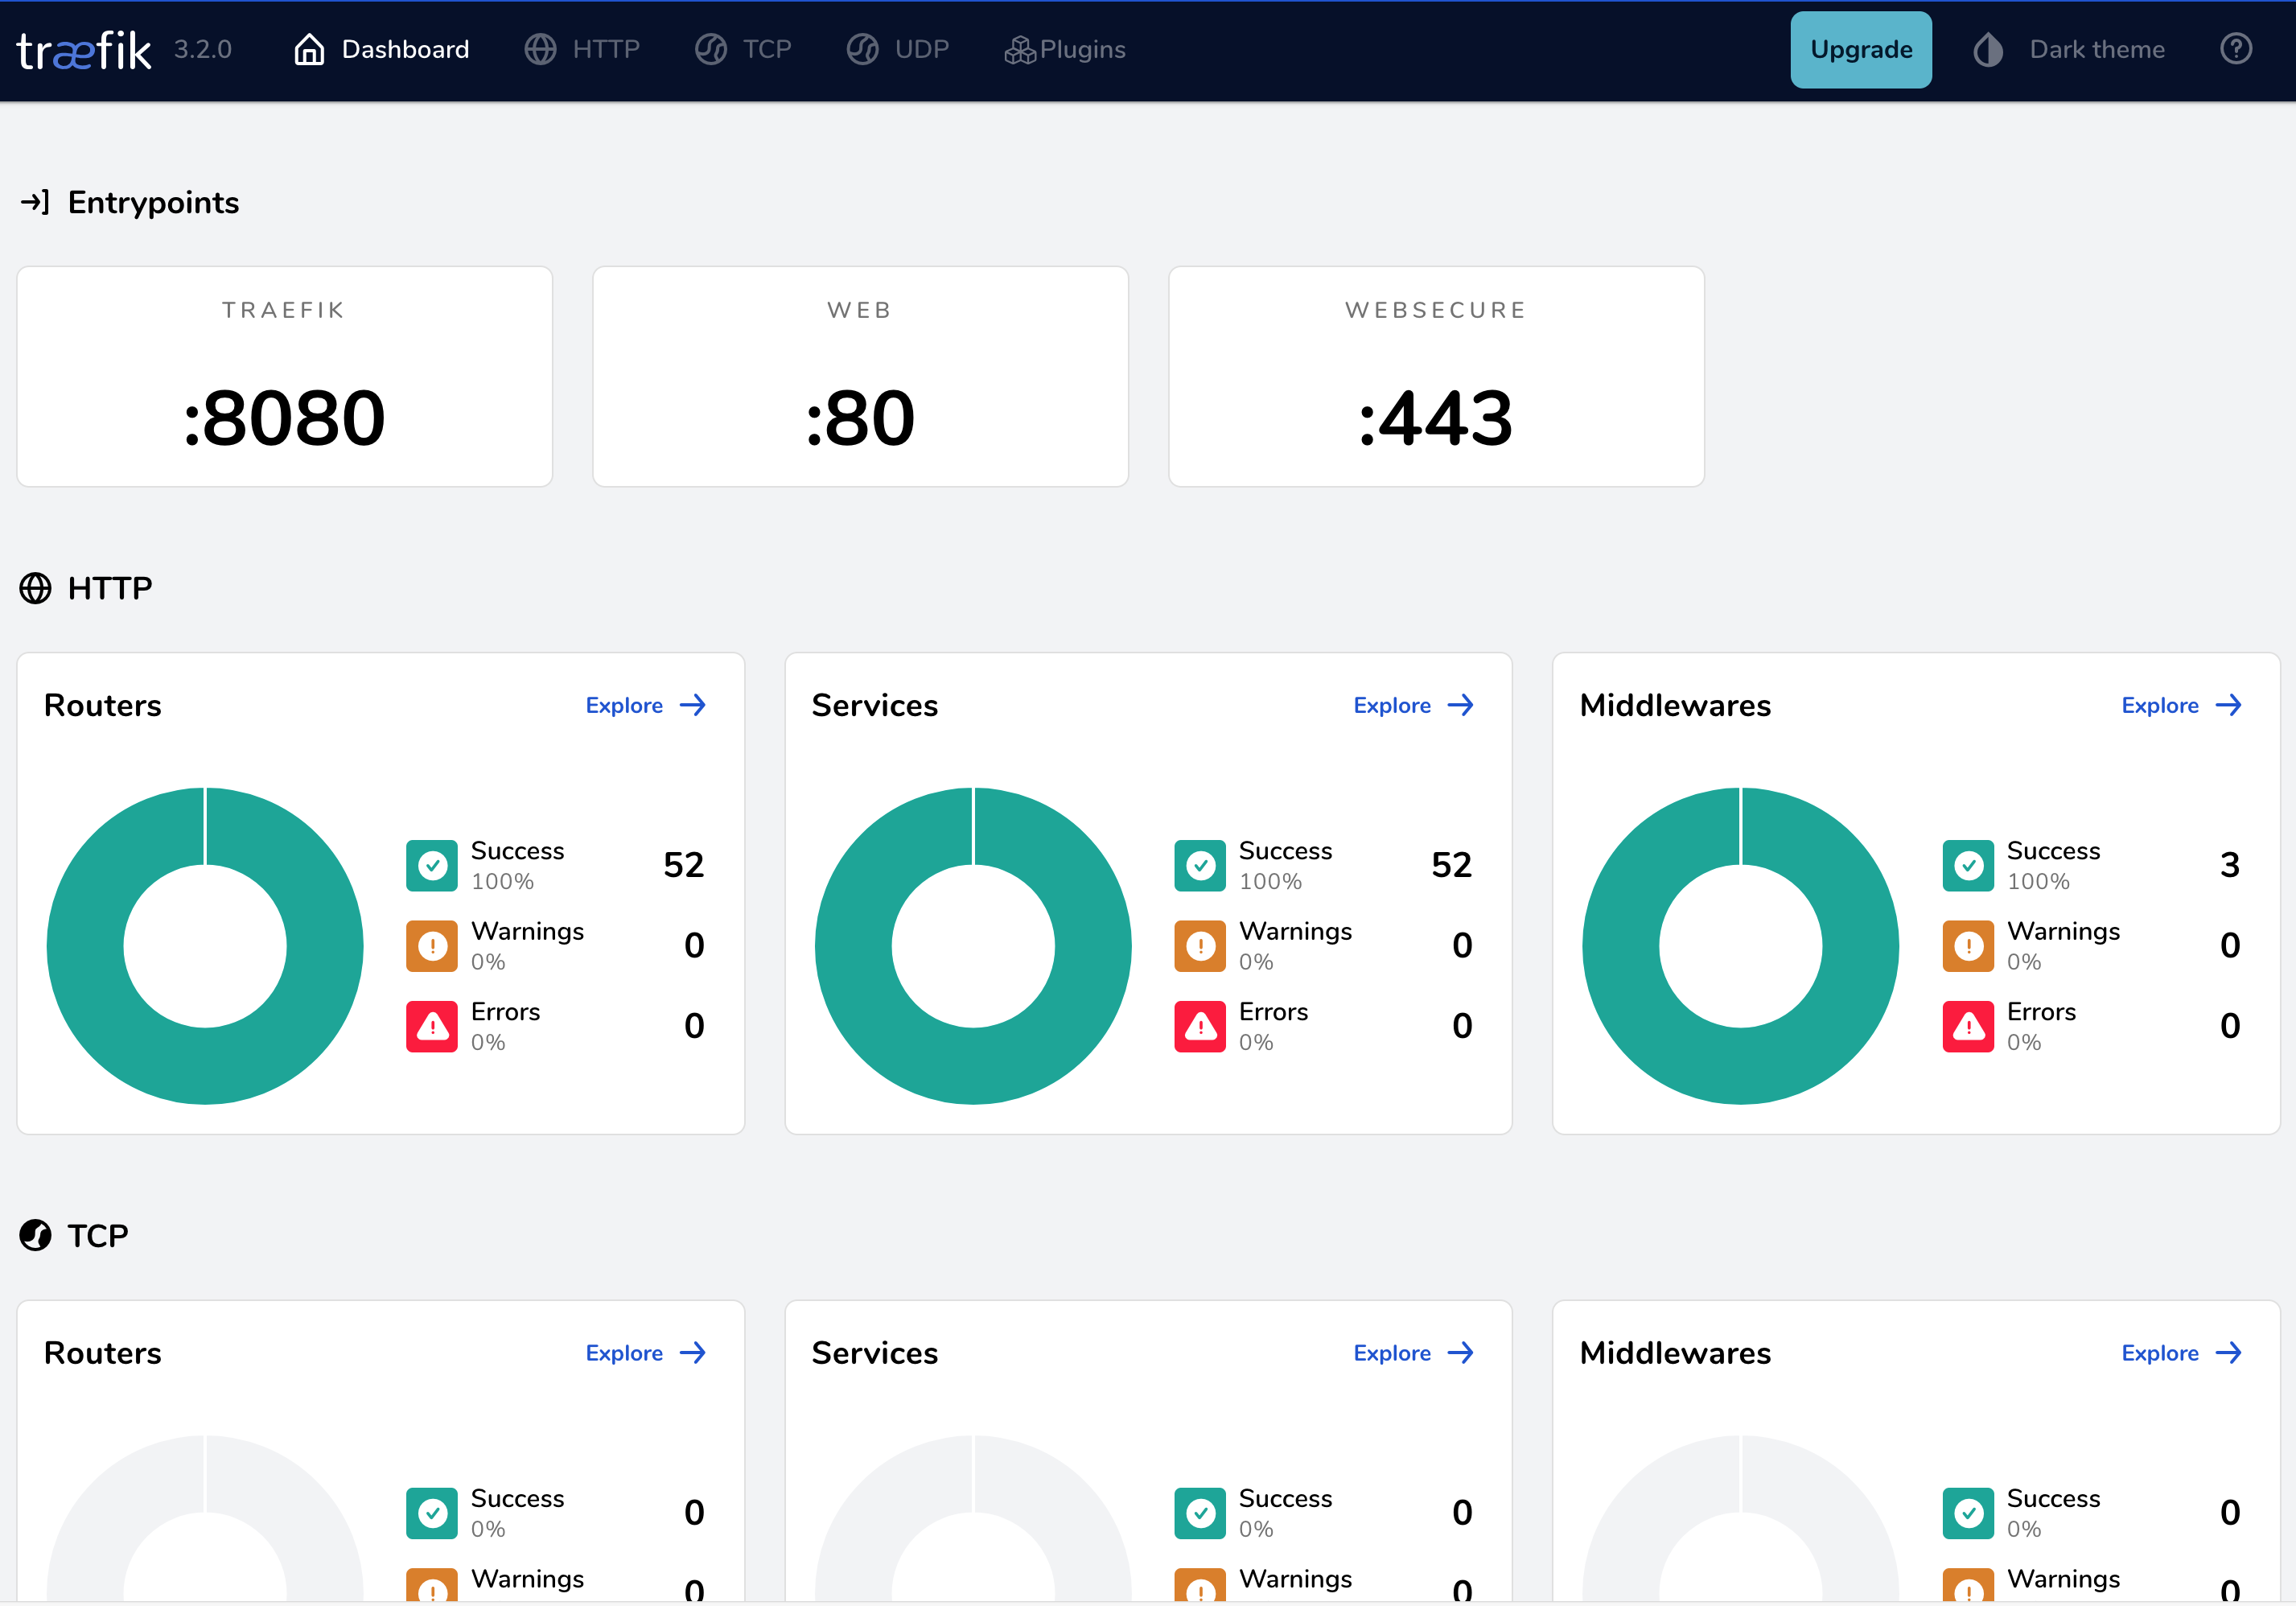 træfik 3.2.0 Dashboard HTTP TCP UDP Plugins Upgrade Dark theme
Entrypoints
TRAEFIK WEB WEBSECURE
:8080 :80 :443
HTTP
Routers Explore Services Explore Middlewares Explore
Success 52 Success 52 Success 3
100% 100% 100%
Warnings 0 Warnings 0 Warnings 0
0% 0% 0%
Errors 0 Errors 0 Errors 0
0% 0% 0%
TCP
Routers Explore Services Explore Middlewares Explore
Success 0 Success 0 Success 0
0% 0% 0%
Warnings 0 Warnings 0 Warnings 0